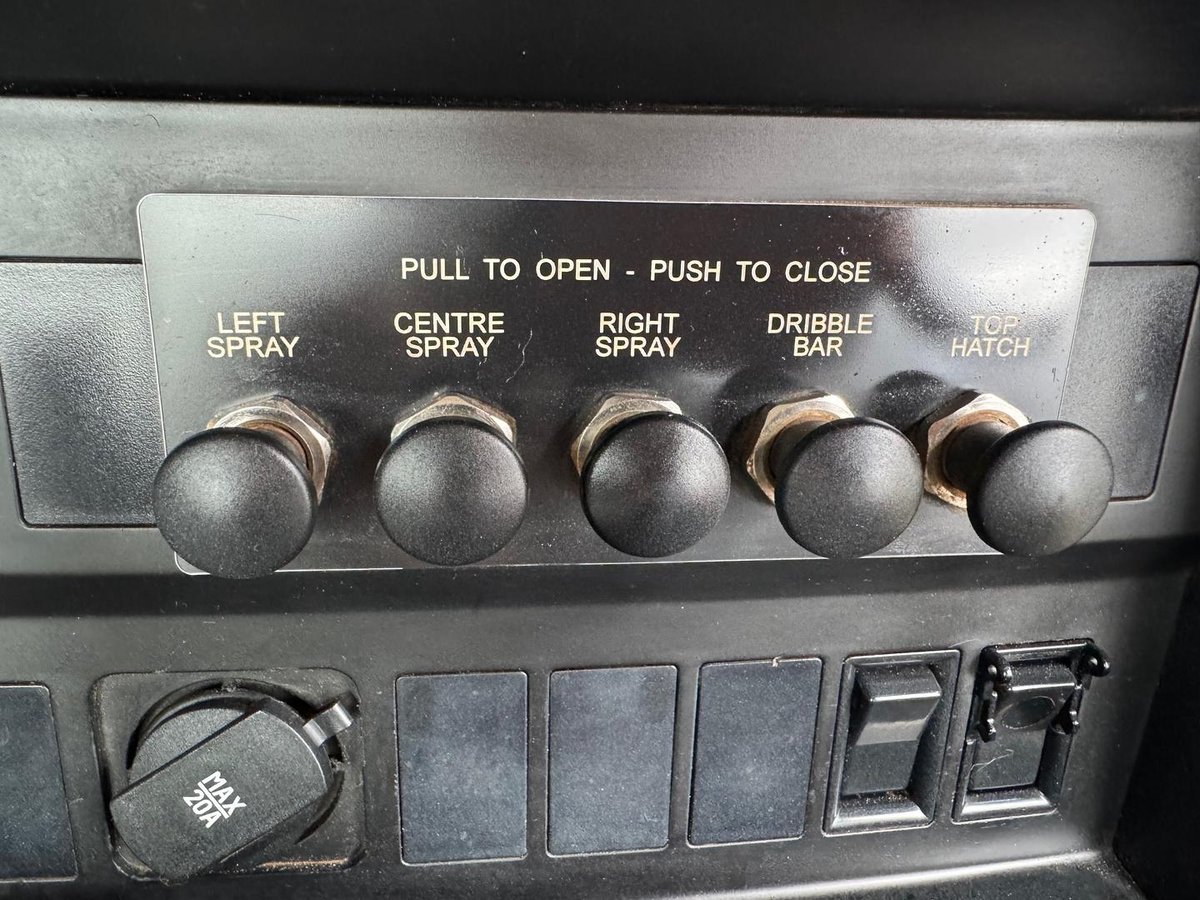 PULL TO OPEN - PUSH TO CLOSE
LEFT
SPRAY
CENTRE
SPRAY
RIGHT
SPRAY
DRIBBLE
BAR
TOP
HATCH
MAX
20A